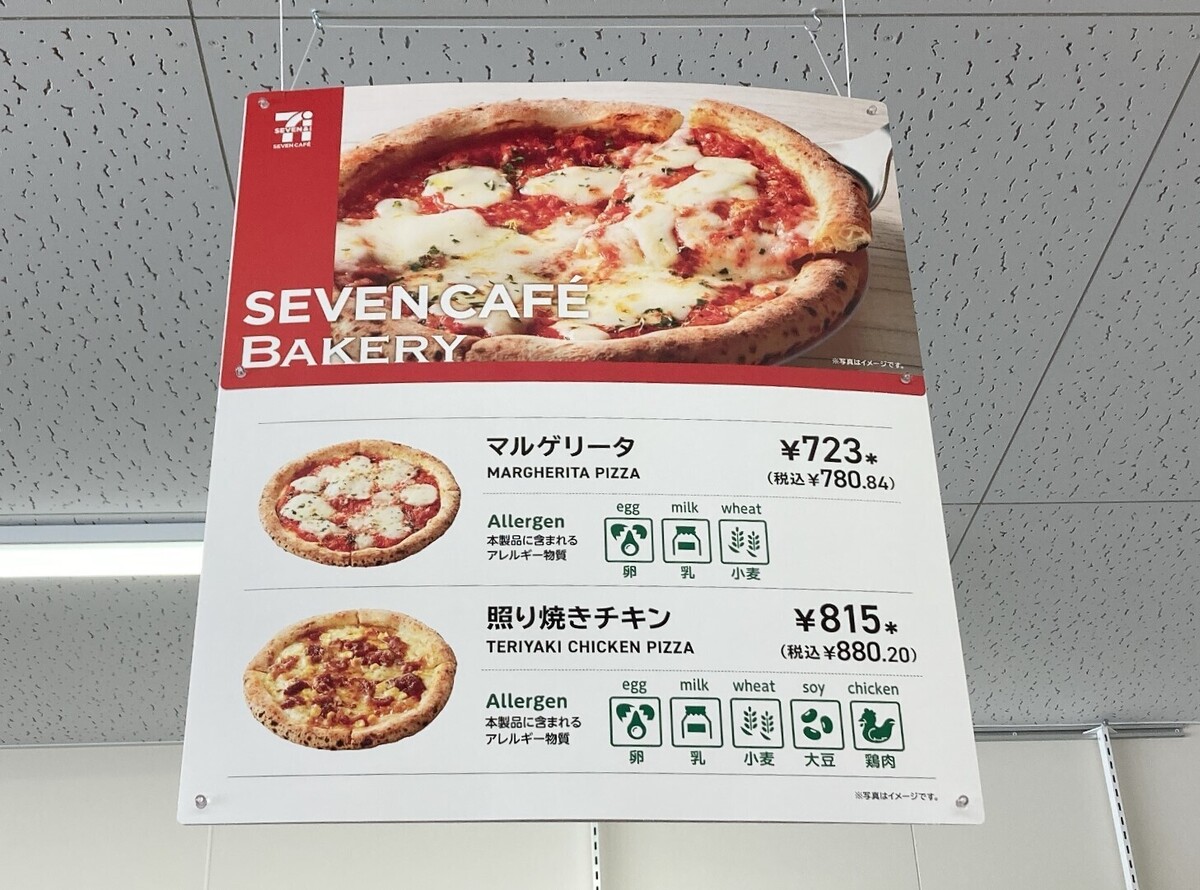 SEVEN&i
SEVEN CAFÉ
SEVEN CAFÉ
BAKERY
※写真はイメージです。
マルゲリータ
MARGHERITA PIZZA
¥723*
(税込¥780.84)
Allergen
本製品に含まれる
アレルギー物質
egg milk wheat
卵 乳 小麦
照り焼きチキン
TERIYAKI CHICKEN PIZZA
¥815*
(税込¥880.20)
Allergen
本製品に含まれる
アレルギー物質
egg milk wheat soy chicken
卵 乳 小麦 大豆 鶏肉
※写真はイメージです。